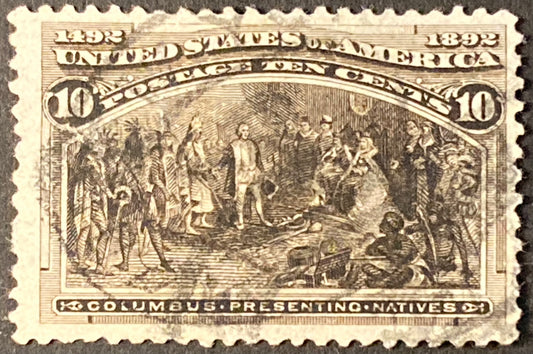 1492 1892
UNITED STATES OF AMERICA
POSTAGE TEN CENTS
10 10
COLUMBUS · PRESENTING · NATIVES